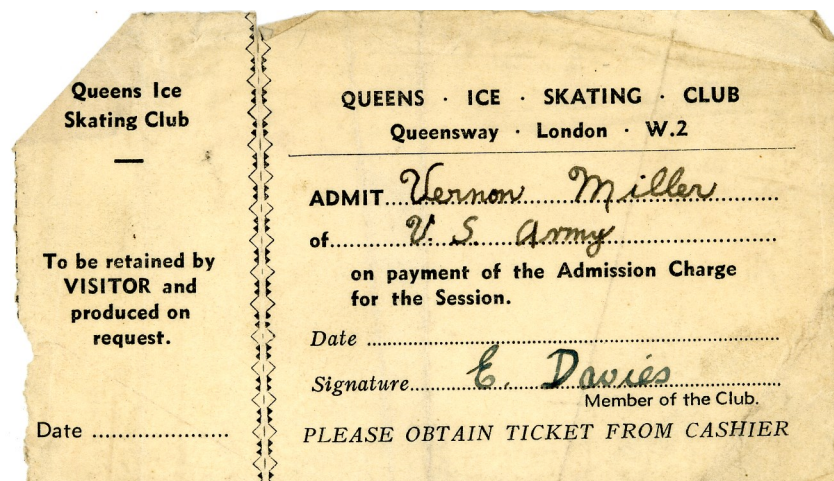 Queens Ice
Skating Club
—
To be retained by
VISITOR and
produced on
request.
Date ......................
QUEENS · ICE · SKATING · CLUB
Queensway · London · W.2
ADMIT Vernon Miller
of U.S. Army
on payment of the Admission Charge
for the Session.
Date ......................
Signature E. Davies
Member of the Club.
PLEASE OBTAIN TICKET FROM CASHIER